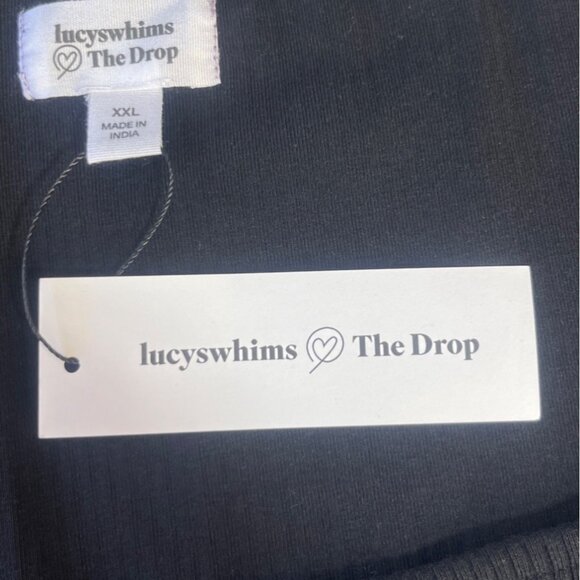 lucyswhims
The Drop
XXL
MADE IN
INDIA
lucyswhims The Drop